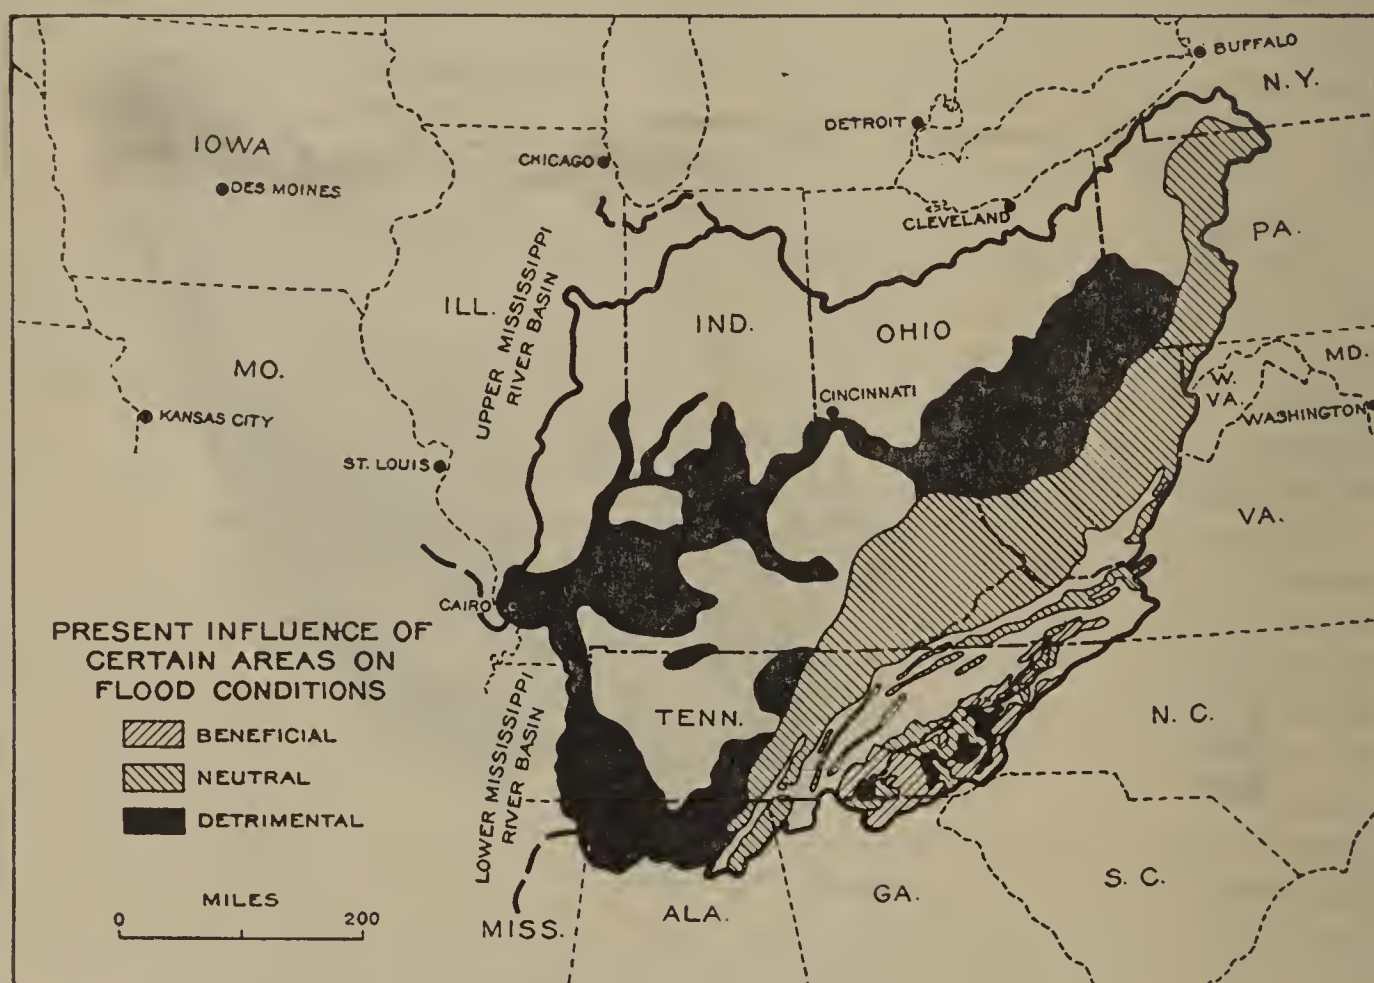 BUFFALO
N. Y.
DETROIT
IOWA
CHICAGO
DES MOINES
CLEVELAND
PA.
UPPER MISSISSIPPI
RIVER BASIN
ILL.
IND.
OHIO
MD.
MO.
W.
VA.
CINCINNATI
WASHINGTON
KANSAS CITY
ST. LOUIS
VA.
CAIRO
PRESENT INFLUENCE OF
CERTAIN AREAS ON
FLOOD CONDITIONS
BENEFICIAL
NEUTRAL
DETRIMENTAL
LOWER MISSISSIPPI
RIVER BASIN
TENN.
N. C.
MILES
0 200
S. C.
GA.
ALA.
MISS.